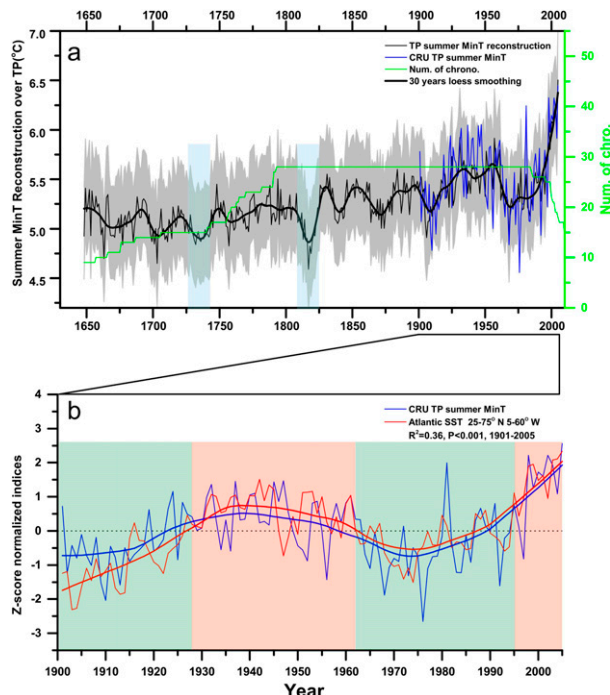 1650 1700 1750 1800 1850 1900 1950 2000
a
TP summer MinT reconstruction
CRU TP summer MinT
Num. of chrono.
30 years loess smoothing
Summer MinT Reconstruction over TP(°C)
7.0
6.5
6.0
5.5
5.0
4.5
50
40
30
20
10
0
Num. of chro.
1650 1700 1750 1800 1850 1900 1950 2000
b
CRU TP summer MinT
Atlantic SST 25-75° N 5-60° W
R²=0.36, P<0.001, 1901-2005
Z-score normalized indices
4
3
2
1
0
-1
-2
-3
1900 1910 1920 1930 1940 1950 1960 1970 1980 1990 2000
Year